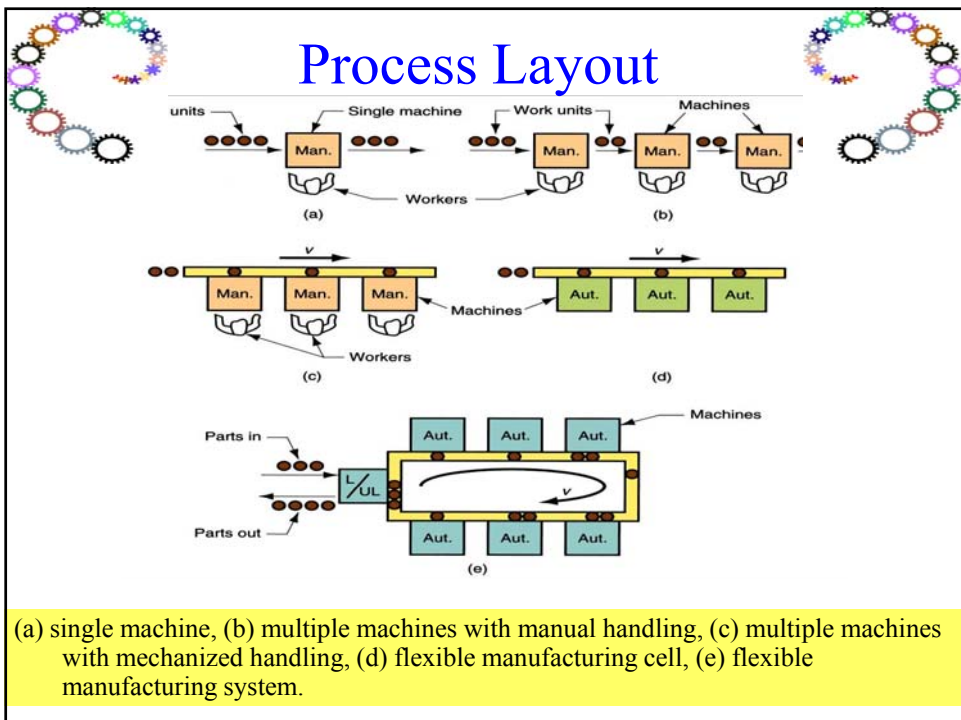 Process Layout
units
Single machine
Work units
Machines
Man.
Man.
Man.
Man.
Workers
(a)
(b)
v
v
Man.
Man.
Man.
Aut.
Aut.
Aut.
Machines
Workers
(c)
(d)
Machines
Aut.
Aut.
Aut.
Parts in
L/UL
v
Parts out
Aut.
Aut.
Aut.
(e)
(a) single machine, (b) multiple machines with manual handling, (c) multiple machines
with mechanized handling, (d) flexible manufacturing cell, (e) flexible
manufacturing system.